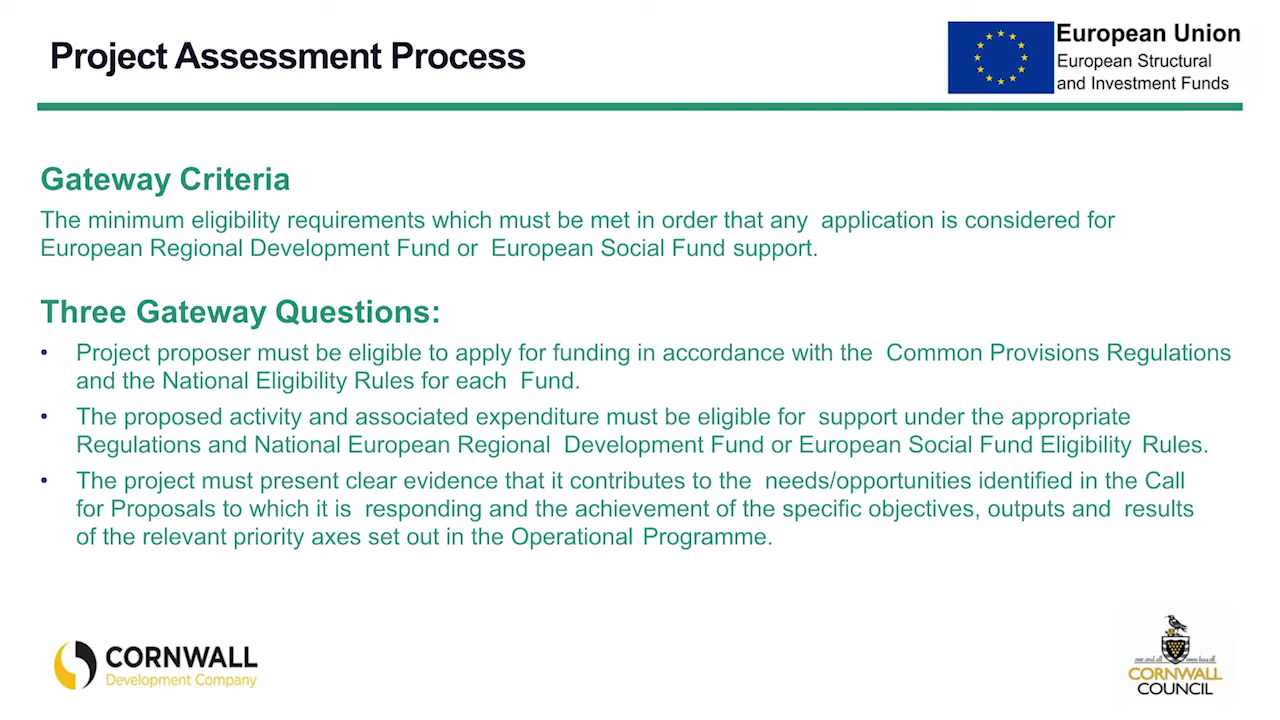 Project Assessment Process
European Union
European Structural
and Investment Funds
Gateway Criteria
The minimum eligibility requirements which must be met in order that any application is considered for
European Regional Development Fund or European Social Fund support.
Three Gateway Questions:
• Project proposer must be eligible to apply for funding in accordance with the Common Provisions Regulations
and the National Eligibility Rules for each Fund.
• The proposed activity and associated expenditure must be eligible for support under the appropriate
Regulations and National European Regional Development Fund or European Social Fund Eligibility Rules.
• The project must present clear evidence that it contributes to the needs/opportunities identified in the Call
for Proposals to which it is responding and the achievement of the specific objectives, outputs and results
of the relevant priority axes set out in the Operational Programme.
CORNWALL
Development Company
one and all
CORNWALL
COUNCIL